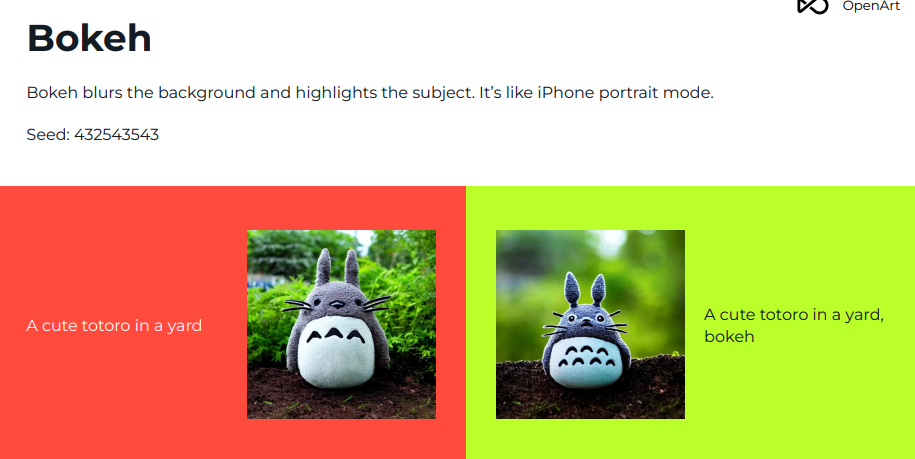 OpenArt
Bokeh
Bokeh blurs the background and highlights the subject. It’s like iPhone portrait mode.
Seed: 432543543
A cute totoro in a yard
A cute totoro in a yard,
bokeh